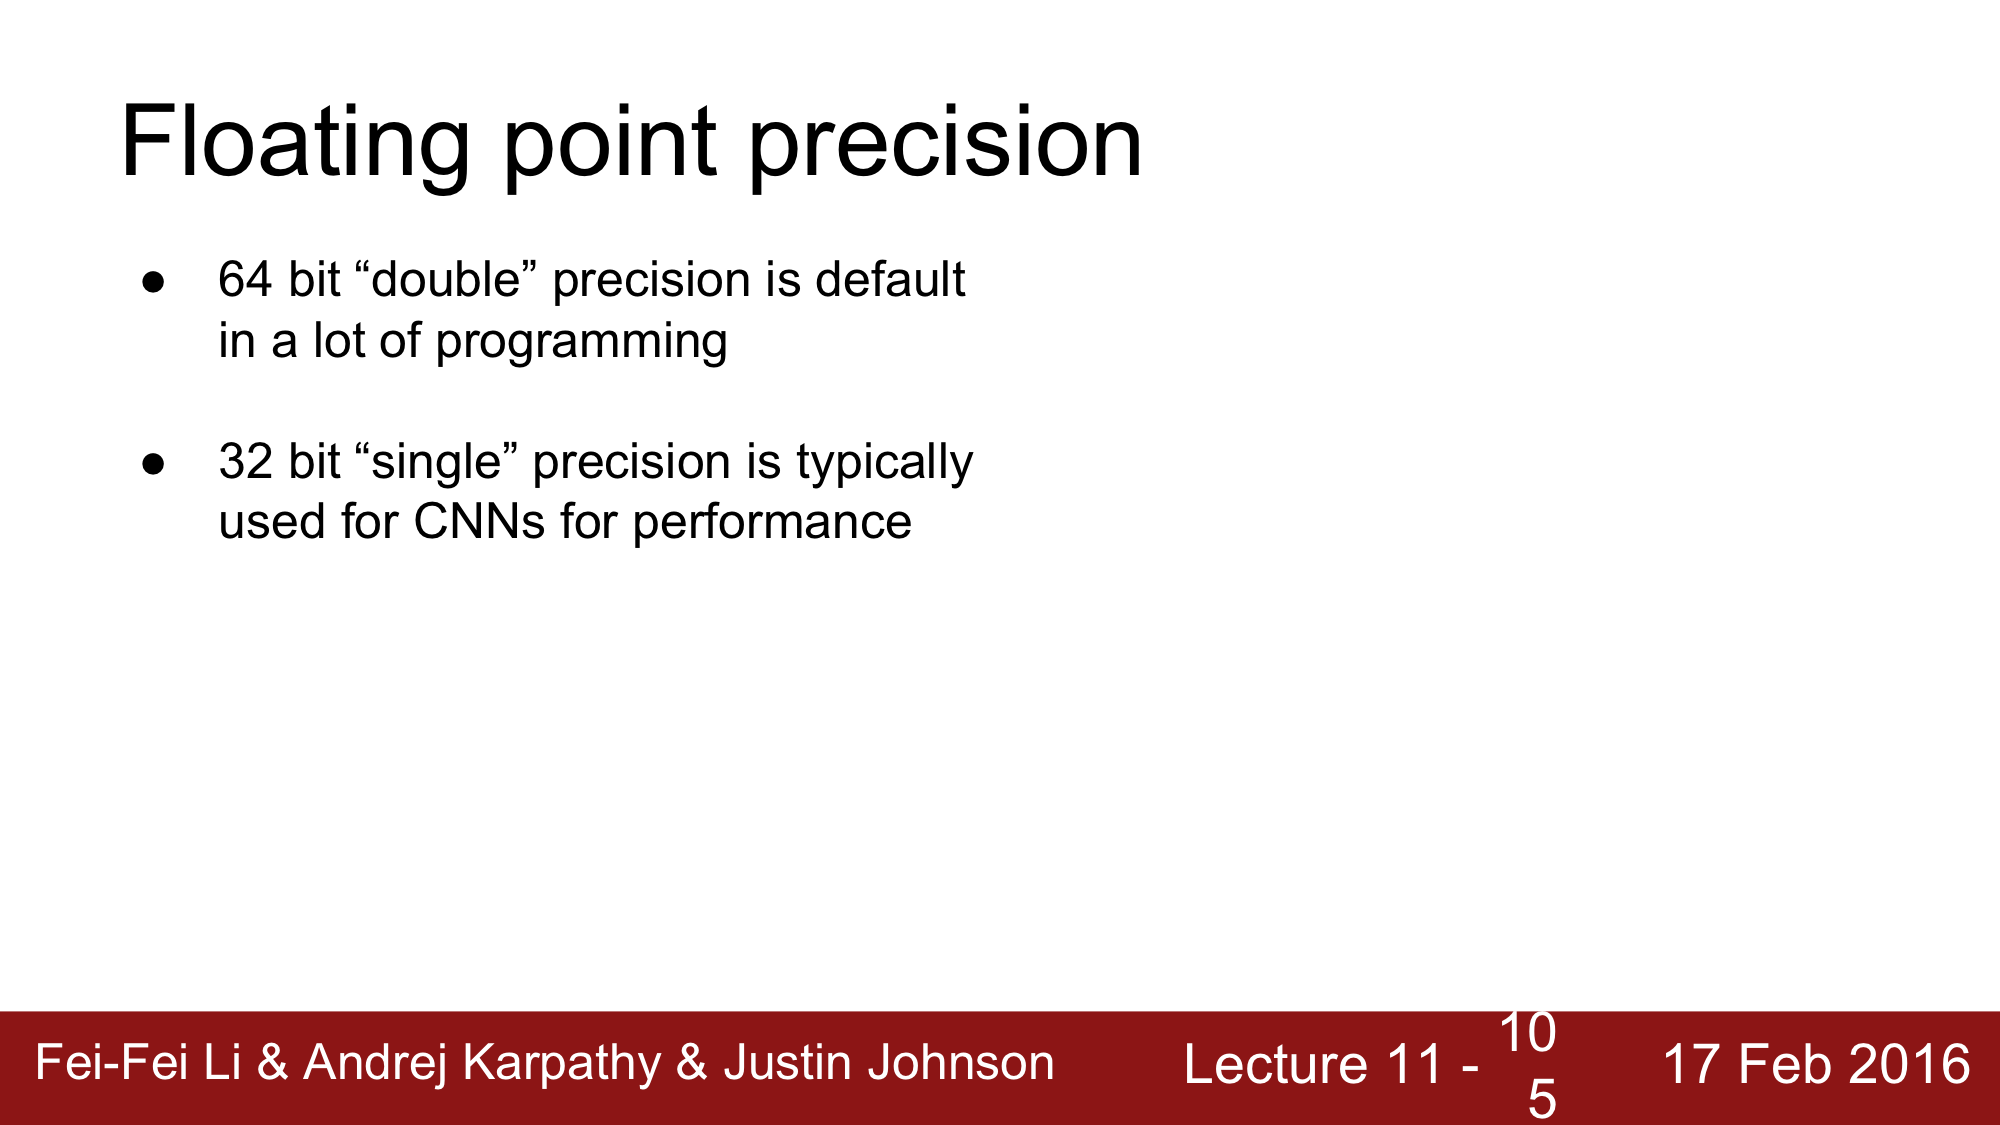 Floating point precision
● 64 bit “double” precision is default
in a lot of programming
● 32 bit “single” precision is typically
used for CNNs for performance
Fei-Fei Li & Andrej Karpathy & Justin Johnson
Lecture 11 -
10
5
17 Feb 2016